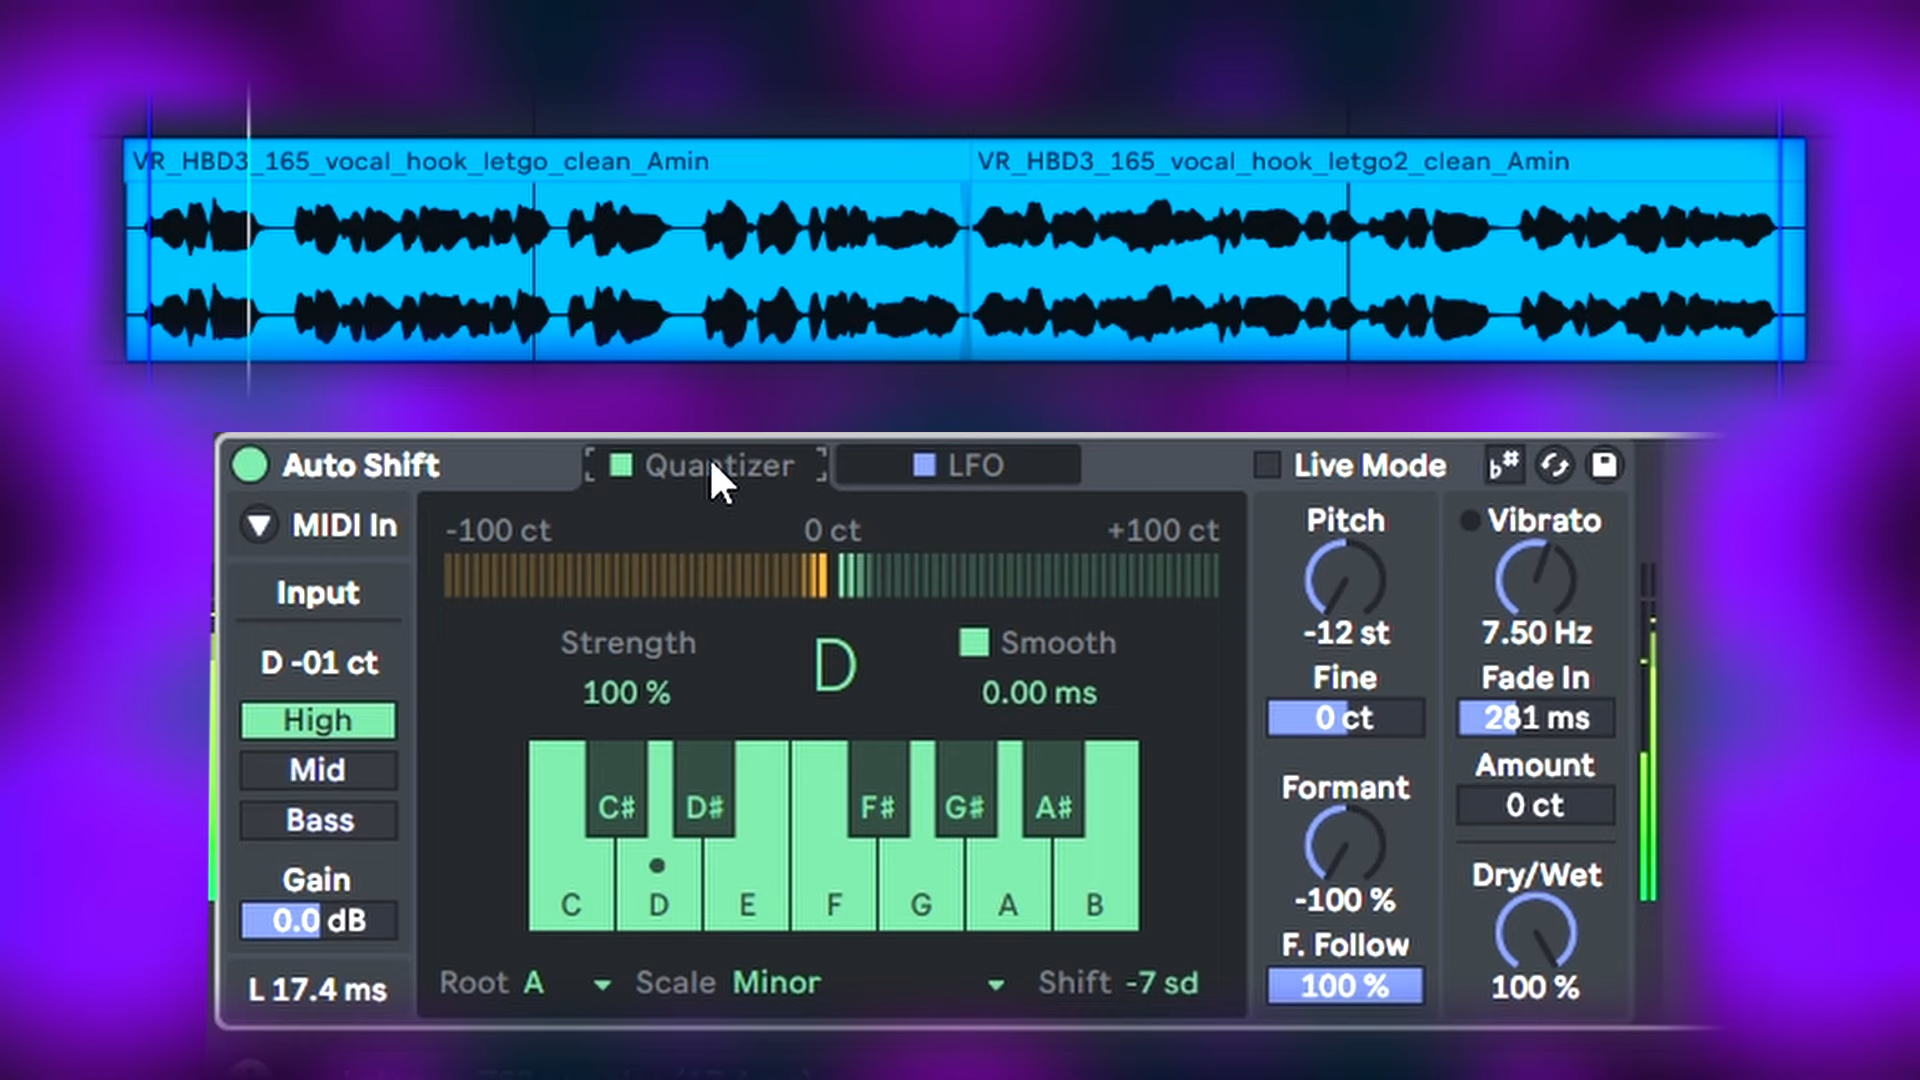 VR_HBD3_165_vocal_hook_letgo_clean_Amin
VR_HBD3_165_vocal_hook_letgo2_clean_Amin
Auto Shift
Quantizer
LFO
Live Mode
b#
MIDI In
Input
D -01 ct
High
Mid
Bass
Gain
0.0 dB
L 17.4 ms
-100 ct
0 ct
+100 ct
Strength
100 %
D
Smooth
0.00 ms
C# D# F# G# A#
C D E F G A B
Root A
Scale Minor
Shift -7 sd
Pitch
-12 st
Fine
0 ct
Formant
-100 %
F. Follow
100 %
Vibrato
7.50 Hz
Fade In
281 ms
Amount
0 ct
Dry/Wet
100 %